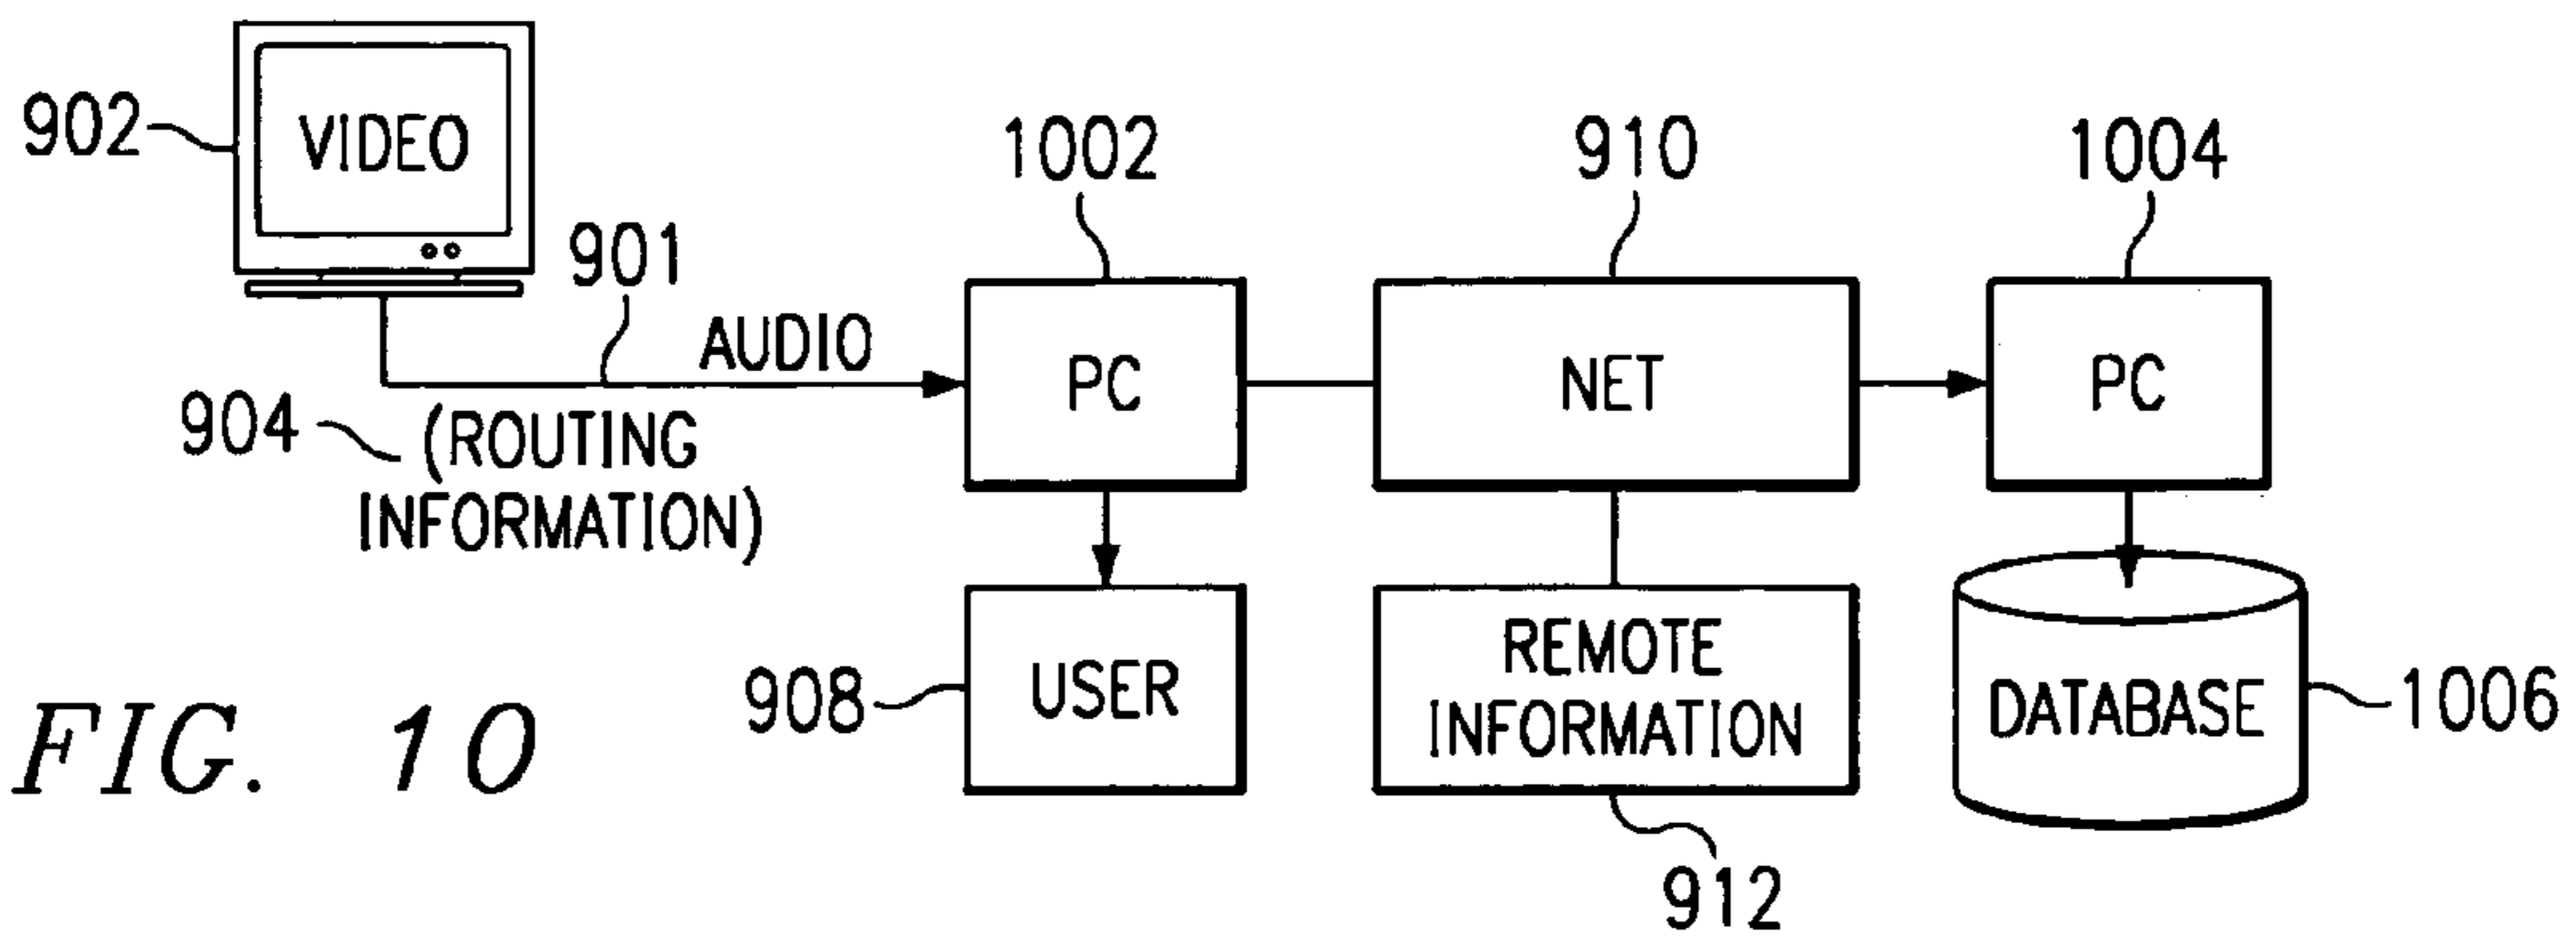 902
VIDEO
901
AUDIO
904
(ROUTING
INFORMATION)
1002
PC
910
NET
1004
PC
908
USER
REMOTE
INFORMATION
912
DATABASE
1006
FIG. 10